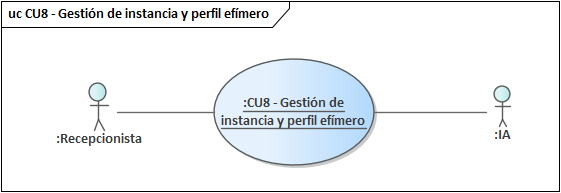 uc CU8 - Gestión de instancia y perfil efímero
:CU8 - Gestión de
instancia y perfil efímero
:Recepcionista
:IA